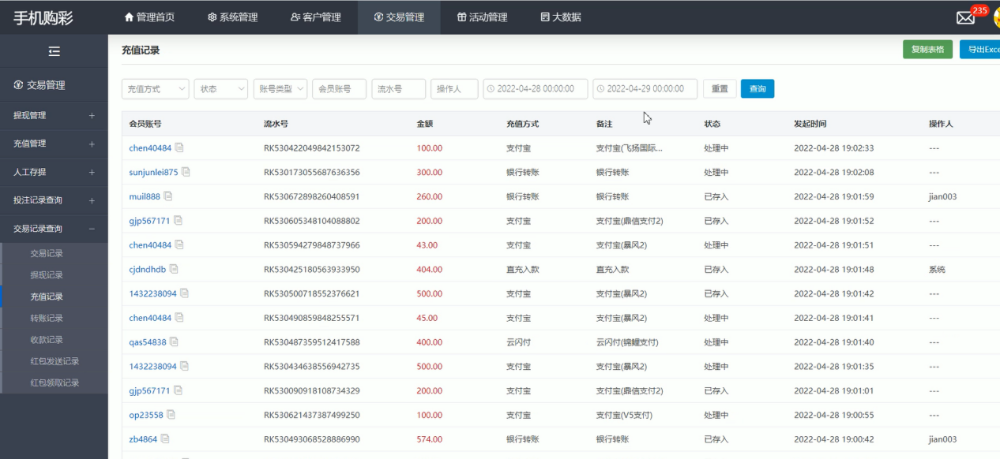 手机购彩 管理首页 系统管理 客户管理 交易管理 活动管理 大数据 235
充值记录 复制表格 导出Exce
交易管理
充值方式 状态 账号类型 会员账号 流水号 操作人 2022-04-28 00:00:00 2022-04-29 00:00:00 重置 查询
提现管理 +
充值管理 +
人工存提 +
投注记录查询 +
交易记录查询 −
交易记录
提现记录
充值记录
转账记录
收款记录
红包发送记录
红包领取记录
会员账号 流水号 金额 充值方式 备注 状态 发起时间 操作人
chen40484 RK530422049842153072 100.00 支付宝 支付宝(飞扬国际... 处理中 2022-04-28 19:02:33 ---
sunjunlei875 RK530173055687636356 300.00 银行转账 银行转账 处理中 2022-04-28 19:02:08 ---
muil888 RK530672898260408591 260.00 银行转账 银行转账 已存入 2022-04-28 19:01:59 jian003
gjp567171 RK530605348104088802 200.00 支付宝 支付宝(鼎信支付2) 已存入 2022-04-28 19:01:52 ---
chen40484 RK530594279848737966 43.00 支付宝 支付宝(暴风2) 处理中 2022-04-28 19:01:51 ---
cjdndhdb RK530425180563933950 404.00 直充入款 直充入款 已存入 2022-04-28 19:01:48 系统
1432238094 RK530500718552376621 500.00 支付宝 支付宝(暴风2) 已存入 2022-04-28 19:01:42 ---
chen40484 RK530490859848255571 45.00 支付宝 支付宝(暴风2) 处理中 2022-04-28 19:01:41 ---
qas54838 RK530487359512417588 400.00 云闪付 云闪付(锦鲤支付) 处理中 2022-04-28 19:01:40 ---
1432238094 RK530434638556942735 500.00 支付宝 支付宝(暴风2) 处理中 2022-04-28 19:01:35 ---
gjp567171 RK530090918108734329 200.00 支付宝 支付宝(鼎信支付2) 已存入 2022-04-28 19:01:01 ---
op23558 RK530621437387499250 100.00 支付宝 支付宝(V5支付) 处理中 2022-04-28 19:00:55 ---
zb4864 RK530493068528886990 574.00 银行转账 银行转账 已存入 2022-04-28 19:00:42 jian003